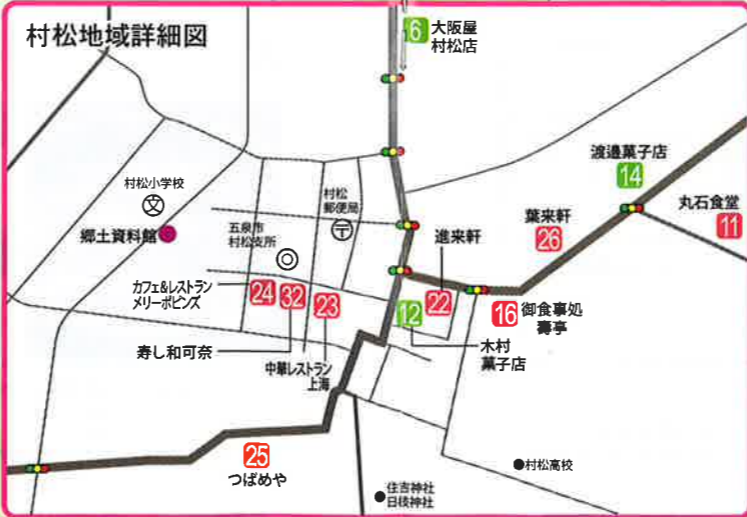 村松地域詳細図
6
大阪屋
村松店
渡邉菓子店
14
丸石食堂
11
村松小学校
文
郷土資料館
村松
郵便局
〒
五泉市
村松支所
進来軒
葉来軒
26
カフェ&レストラン
メリーポピンズ
24
32
23
12
22
16
御食事処
壽亭
寿し和可奈
中華レストラン
上海
木村
菓子店
25
つばめや
村松高校
住吉神社
日枝神社